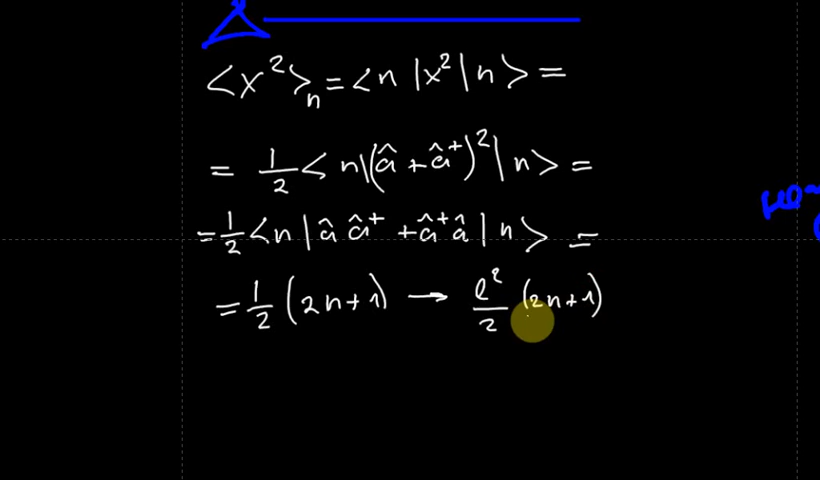 <x²>ₙ = <n |x²| n> =
= 1/2 < n|(â + â⁺)²| n> =
= 1/2 <n | â â⁺ + â⁺â | n > =
= 1/2 (2n+1) → ℓ²/2 (2n+1)